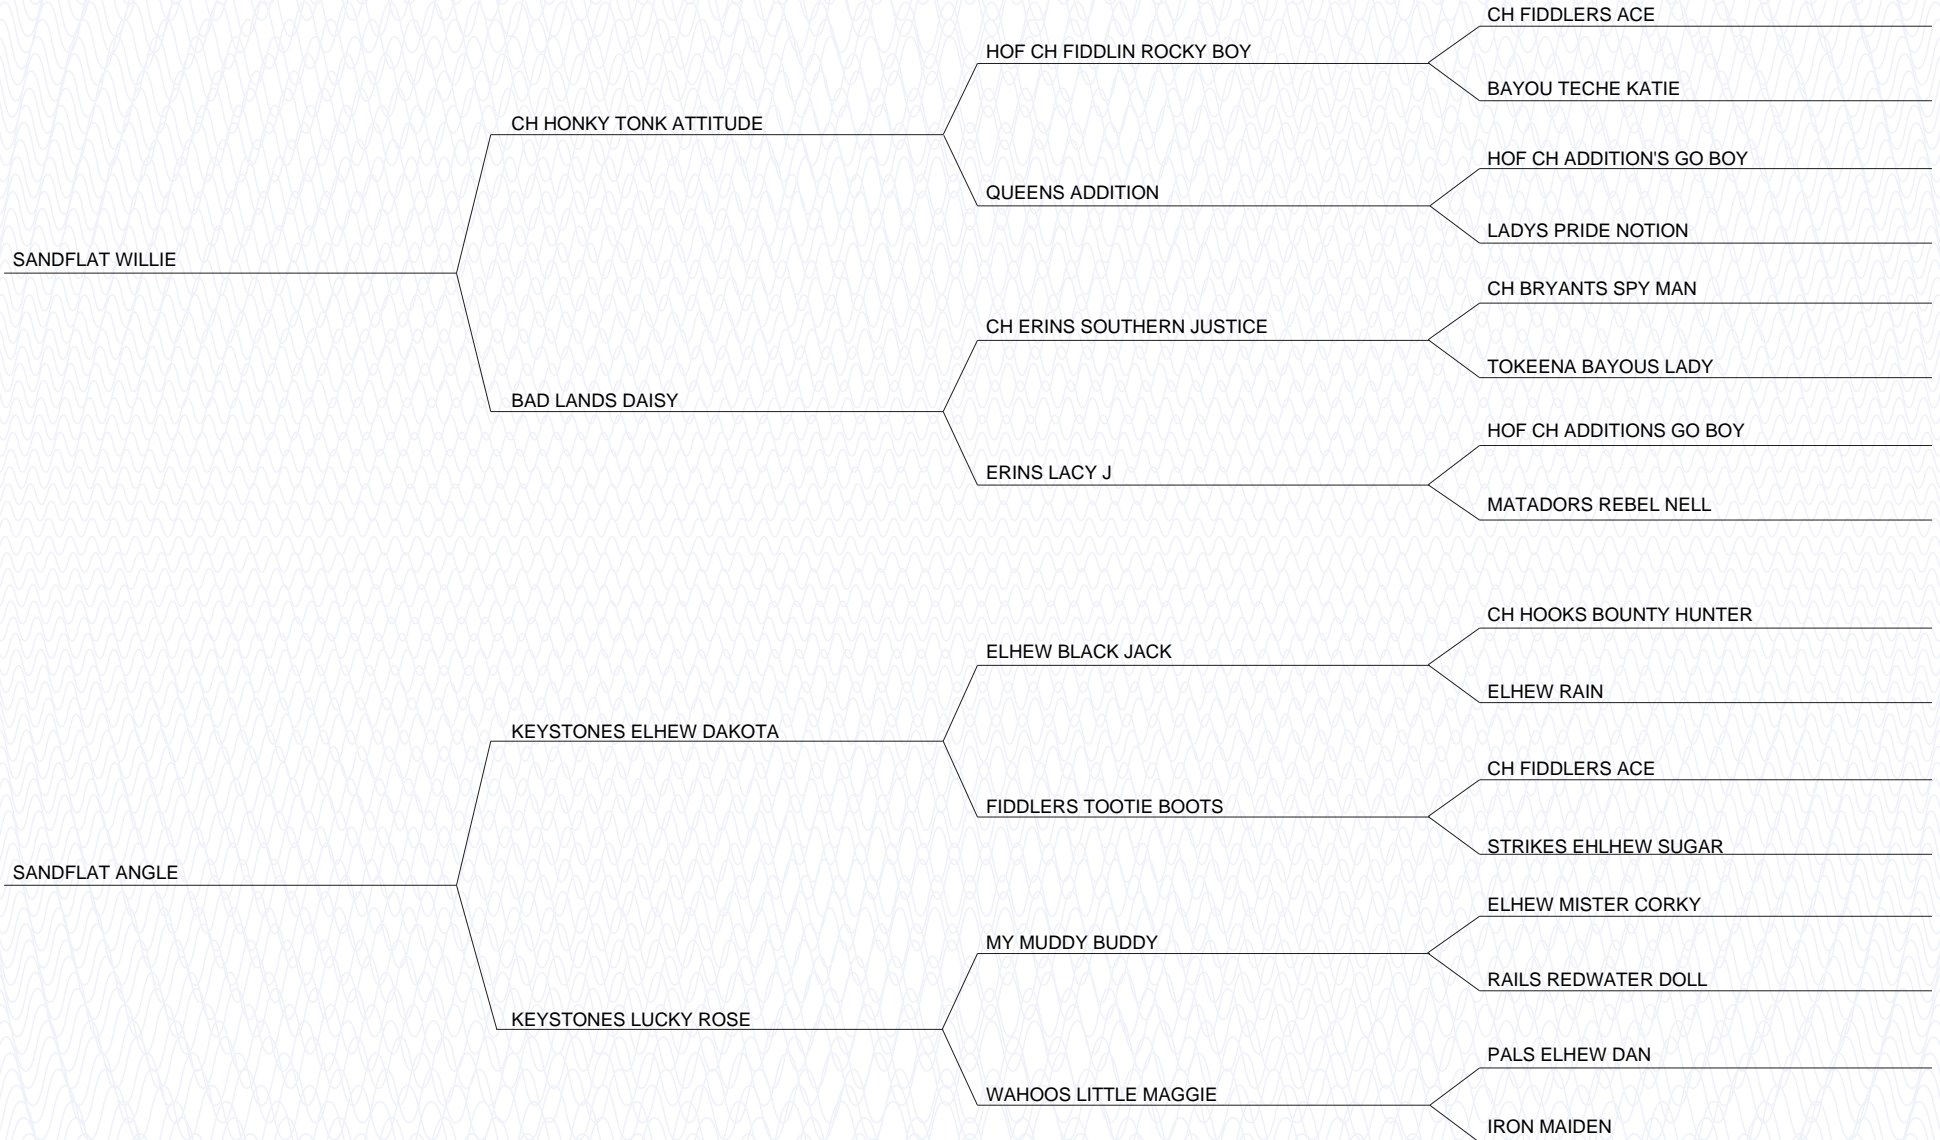 CH FIDDLERS ACE
HOF CH FIDDLIN ROCKY BOY
BAYOU TECHE KATIE
CH HONKY TONK ATTITUDE
HOF CH ADDITION'S GO BOY
QUEENS ADDITION
LADYS PRIDE NOTION
SANDFLAT WILLIE
CH BRYANTS SPY MAN
CH ERINS SOUTHERN JUSTICE
TOKEENA BAYOUS LADY
BAD LANDS DAISY
HOF CH ADDITIONS GO BOY
ERINS LACY J
MATADORS REBEL NELL
CH HOOKS BOUNTY HUNTER
ELHEW BLACK JACK
ELHEW RAIN
KEYSTONES ELHEW DAKOTA
CH FIDDLERS ACE
FIDDLERS TOOTIE BOOTS
STRIKES EHLHEW SUGAR
SANDFLAT ANGLE
ELHEW MISTER CORKY
MY MUDDY BUDDY
RAILS REDWATER DOLL
KEYSTONES LUCKY ROSE
PALS ELHEW DAN
WAHOOS LITTLE MAGGIE
IRON MAIDEN